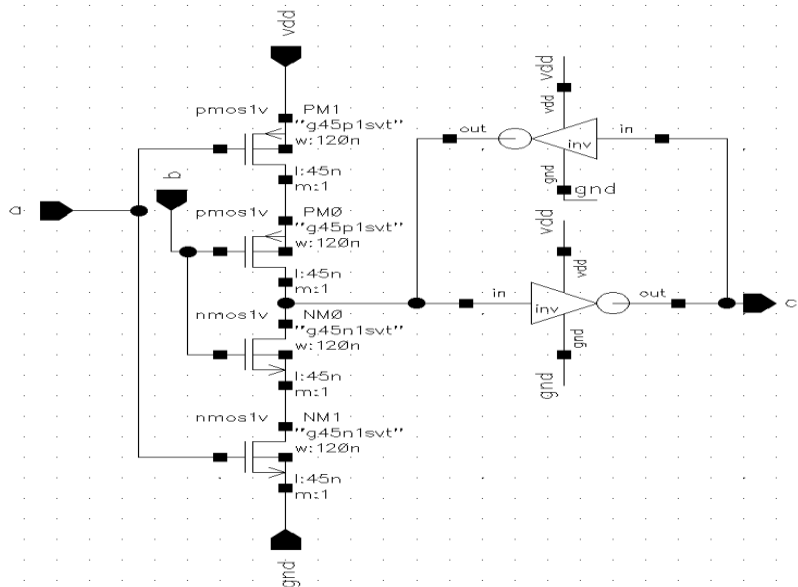 vdd
pmos1v PM1
"g45p1svt"
w:120n
l:45n
m:1
a
b
pmos1v PM0
"g45p1svt"
w:120n
l:45n
m:1
nmos1v NM0
"g45n1svt"
w:120n
l:45n
m:1
nmos1v NM1
"g45n1svt"
w:120n
l:45n
m:1
gnd
vdd
vdd
out inv in
gnd
gnd
vdd
vdd
in inv out
gnd
gnd
c